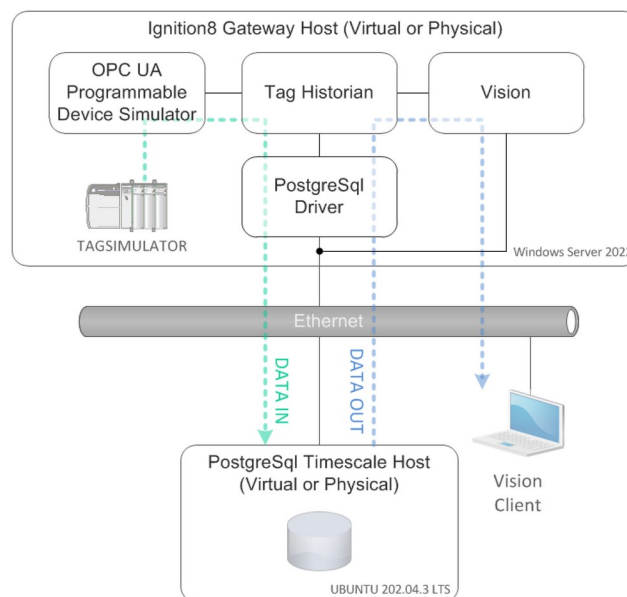 Ignition8 Gateway Host (Virtual or Physical)
OPC UA
Programmable
Device Simulator
Tag Historian
Vision
PostgreSql
Driver
TAGSIMULATOR
Windows Server 202
Ethernet
DATA IN
DATA OUT
PostgreSql Timescale Host
(Virtual or Physical)
Vision
Client
UBUNTU 202.04.3 LTS